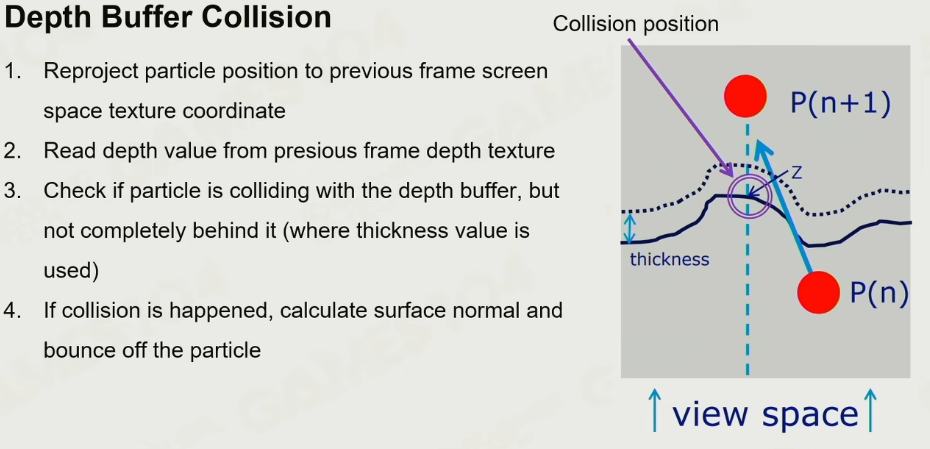 Depth Buffer Collision
Collision position
1. Reproject particle position to previous frame screen
space texture coordinate
2. Read depth value from presious frame depth texture
3. Check if particle is colliding with the depth buffer, but
not completely behind it (where thickness value is
used)
4. If collision is happened, calculate surface normal and
bounce off the particle
P(n+1)
Z
thickness
P(n)
view space